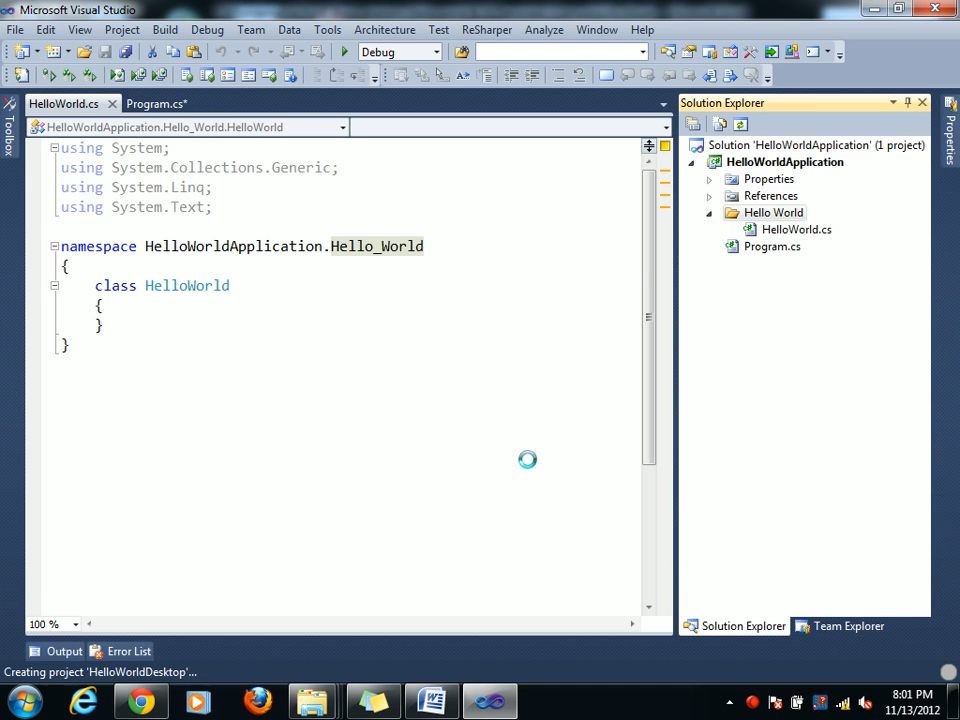 Microsoft Visual Studio
File Edit View Project Build Debug Team Data Tools Architecture Test ReSharper Analyze Window Help
Debug
HelloWorld.cs Program.cs*
HelloWorldApplication.Hello_World.HelloWorld
using System;
using System.Collections.Generic;
using System.Linq;
using System.Text;
namespace HelloWorldApplication.Hello_World
{
class HelloWorld
{
}
}
100 %
Toolbox
Solution Explorer
Solution 'HelloWorldApplication' (1 project)
HelloWorldApplication
Properties
References
Hello World
HelloWorld.cs
Program.cs
Solution Explorer Team Explorer
Properties
Output Error List
Creating project 'HelloWorldDesktop'...
8:01 PM
11/13/2012